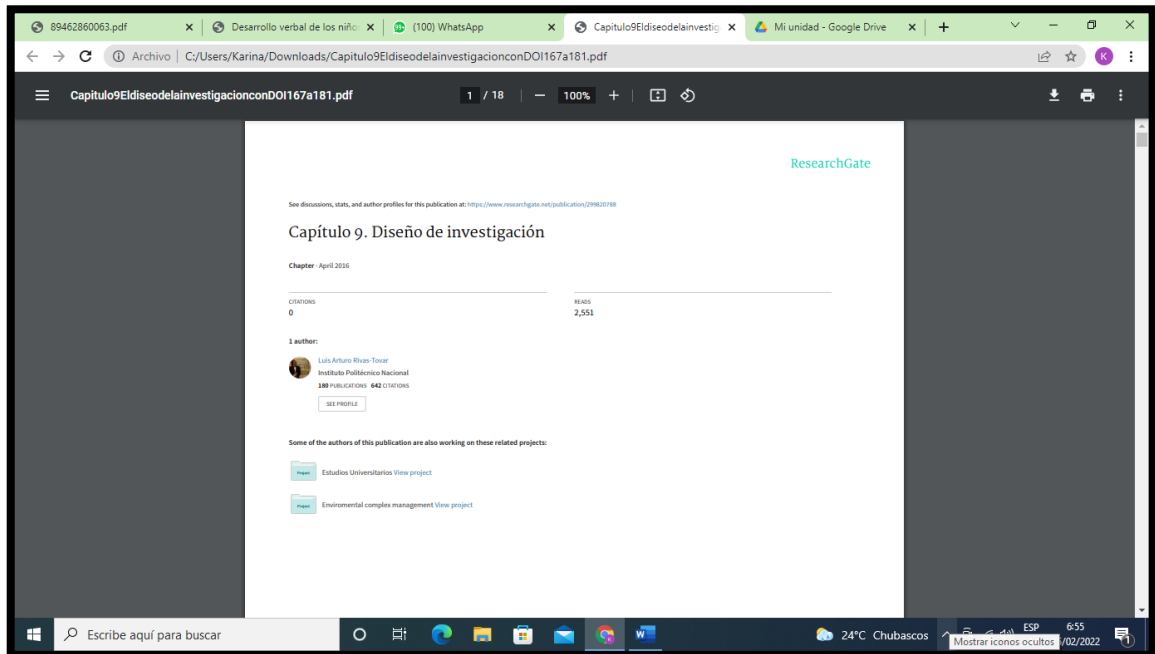 89462860063.pdf
Desarrollo verbal de los niño
99+
(100) WhatsApp
Capitulo9Eldiseodelainvestig
Mi unidad - Google Drive
Archivo | C:/Users/Karina/Downloads/Capitulo9EldiseodelainvestigacionconDOI167a181.pdf
K
Capitulo9EldiseodelainvestigacionconDOI167a181.pdf
1 / 18
100%
ResearchGate
See discussions, stats, and author profiles for this publication at: https://www.researchgate.net/publication/299820788
Capítulo 9. Diseño de investigación
Chapter · April 2016
CITATIONS
0
READS
2,551
1 author:
Luis Arturo Rivas-Tovar
Instituto Politécnico Nacional
180 PUBLICATIONS 642 CITATIONS
SEE PROFILE
Some of the authors of this publication are also working on these related projects:
Project
Estudios Universitarios View project
Project
Enviromental complex management View project
Escribe aquí para buscar
24°C Chubascos
ESP
6:55
/02/2022
1
Mostrar iconos ocultos